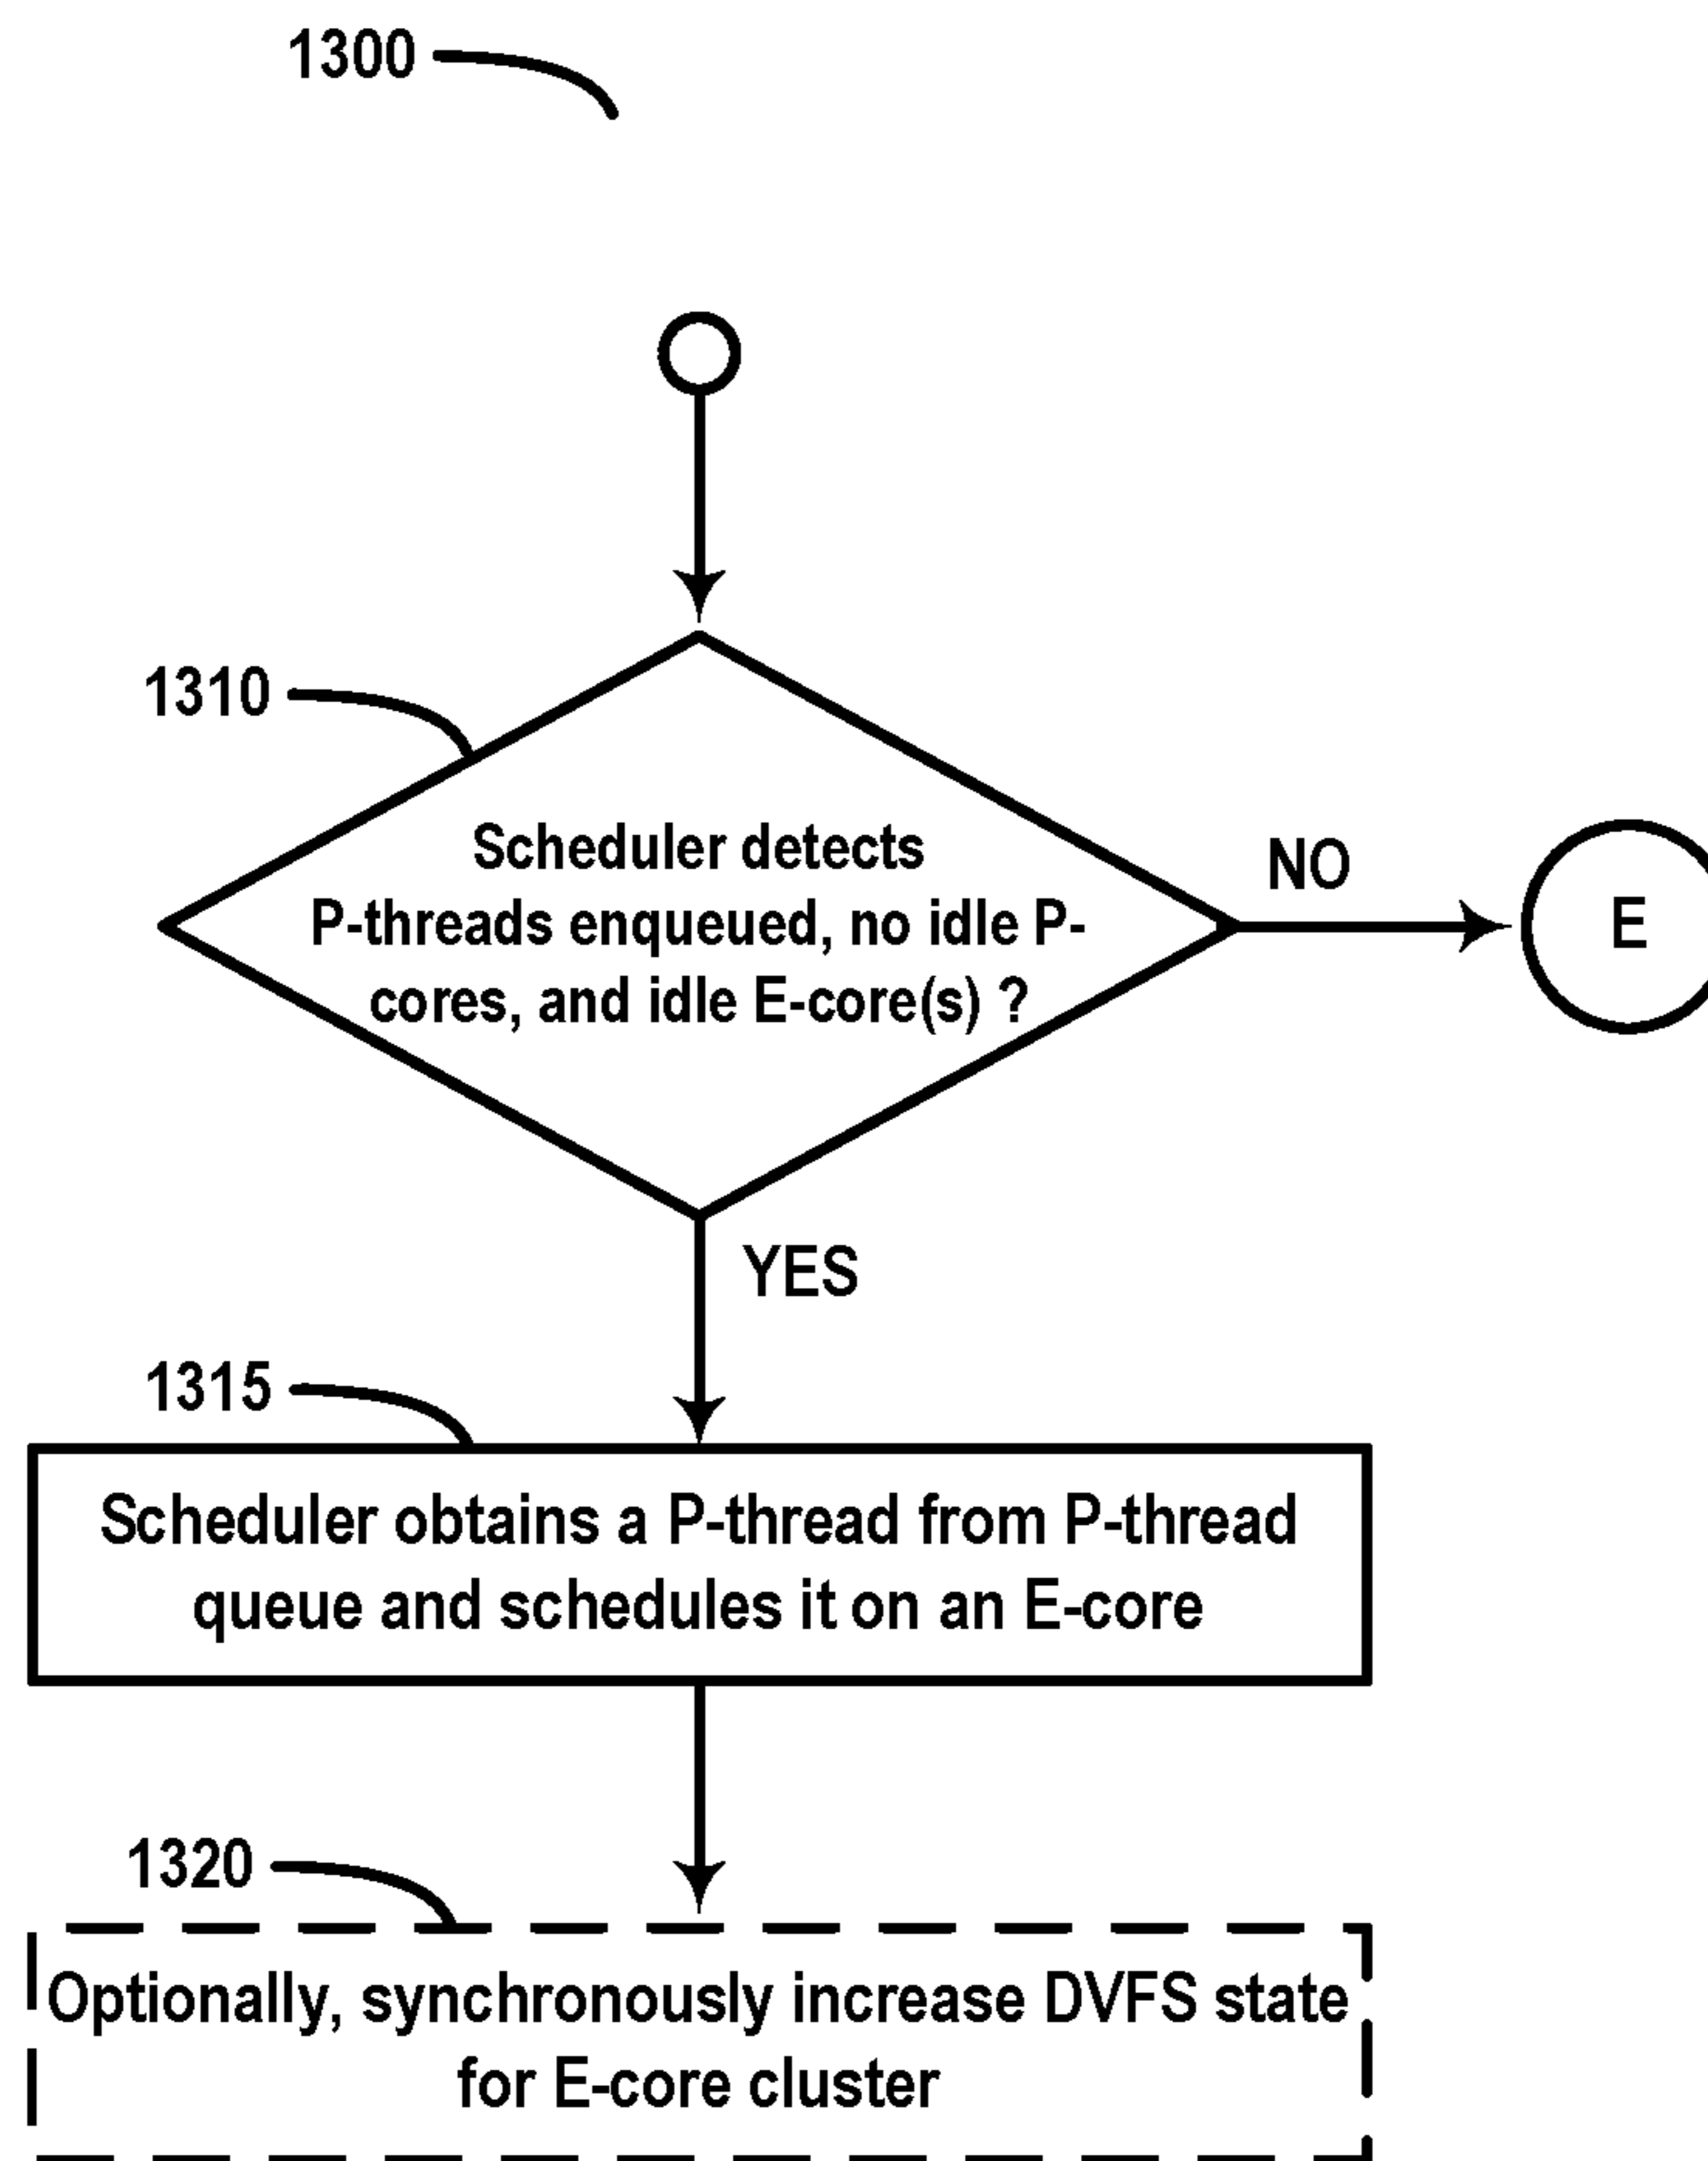 1300
1310
Scheduler detects
P-threads enqueued, no idle P-
cores, and idle E-core(s) ?
NO
E
YES
1315
Scheduler obtains a P-thread from P-thread
queue and schedules it on an E-core
1320
Optionally, synchronously increase DVFS state
for E-core cluster